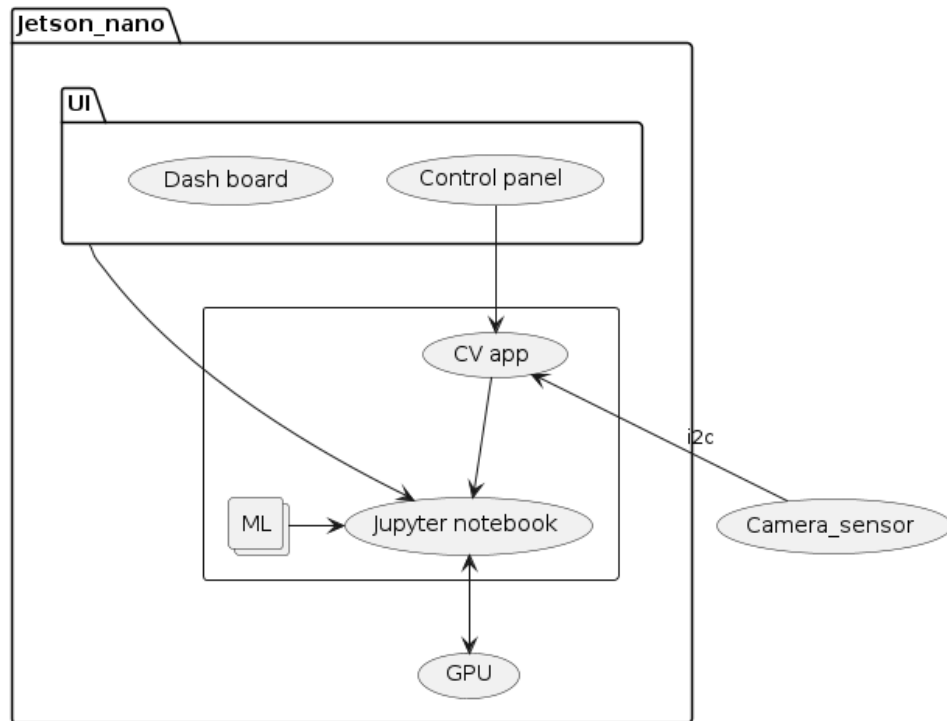 Jetson_nano
UI
Dash board
Control panel
CV app
i2c
ML
Jupyter notebook
Camera_sensor
GPU